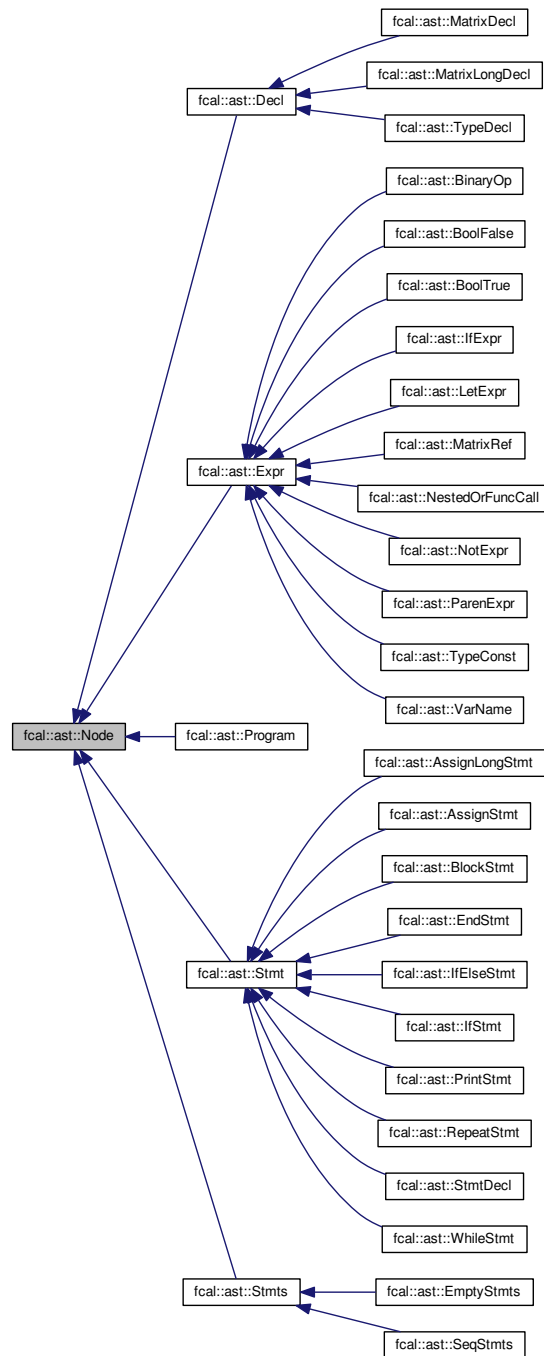 fcal::ast::MatrixDecl
fcal::ast::MatrixLongDecl
fcal::ast::Decl
fcal::ast::TypeDecl
fcal::ast::BinaryOp
fcal::ast::BoolFalse
fcal::ast::BoolTrue
fcal::ast::IfExpr
fcal::ast::LetExpr
fcal::ast::MatrixRef
fcal::ast::Expr
fcal::ast::NestedOrFuncCall
fcal::ast::NotExpr
fcal::ast::ParenExpr
fcal::ast::TypeConst
fcal::ast::VarName
fcal::ast::Node
fcal::ast::Program
fcal::ast::AssignLongStmt
fcal::ast::AssignStmt
fcal::ast::BlockStmt
fcal::ast::EndStmt
fcal::ast::Stmt
fcal::ast::IfElseStmt
fcal::ast::IfStmt
fcal::ast::PrintStmt
fcal::ast::RepeatStmt
fcal::ast::StmtDecl
fcal::ast::WhileStmt
fcal::ast::Stmts
fcal::ast::EmptyStmts
fcal::ast::SeqStmts